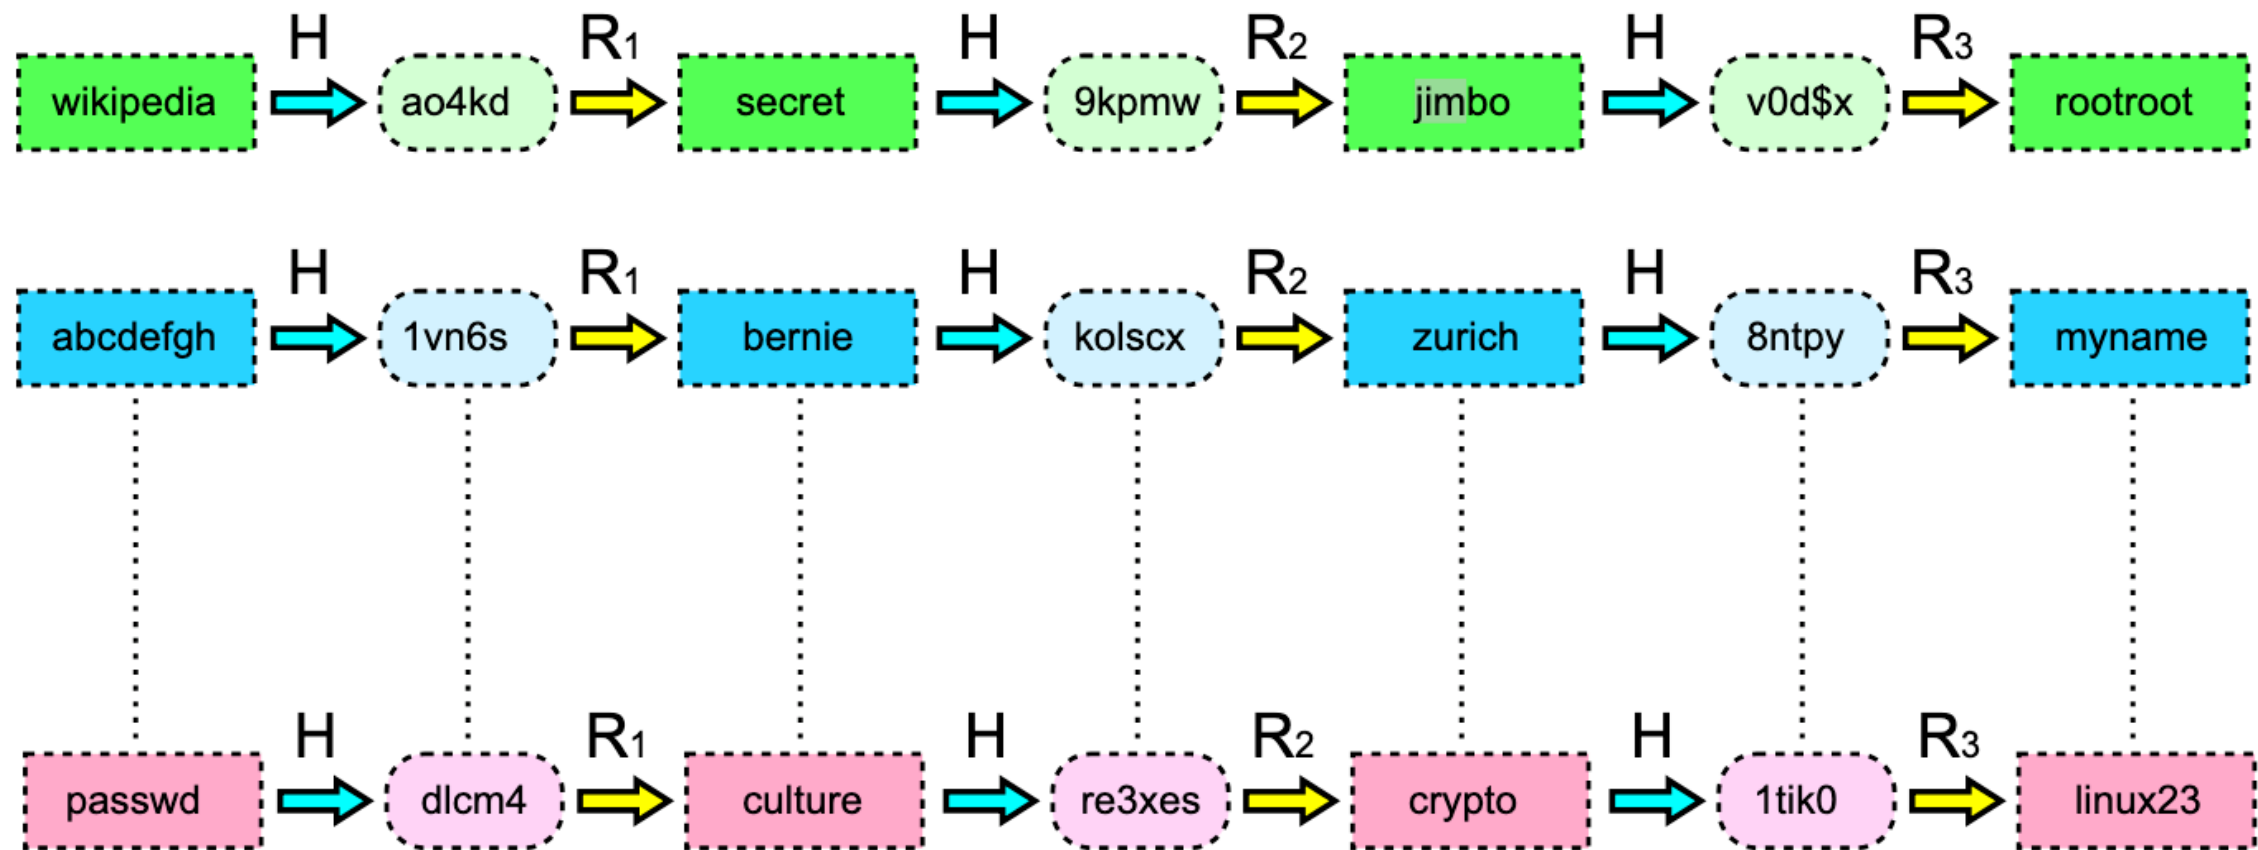 H R1 H R2 H R3
wikipedia ao4kd secret 9kpmw jimbo v0d$x rootroot
H R1 H R2 H R3
abcdefgh 1vn6s bernie kolscx zurich 8ntpy myname
H R1 H R2 H R3
passwd dlcm4 culture re3xes crypto 1tik0 linux23